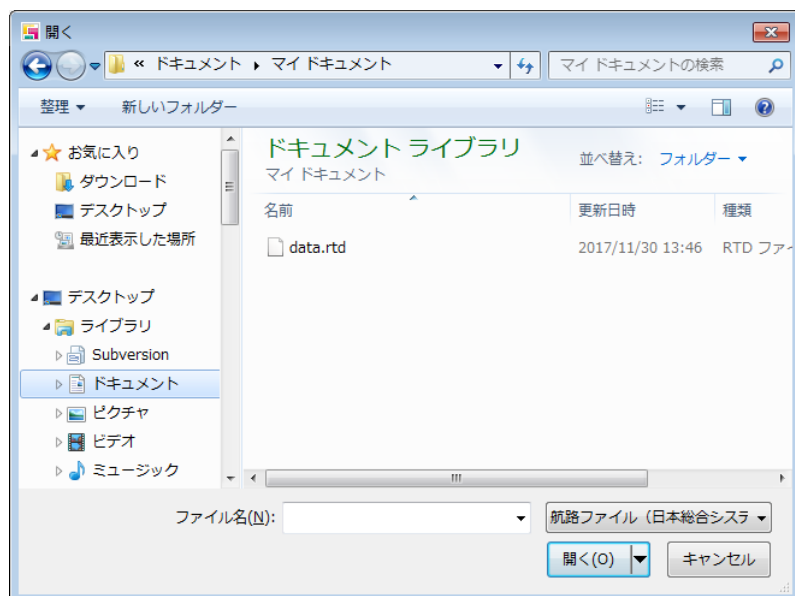 開く
« ドキュメント ▸ マイ ドキュメント
マイ ドキュメントの検索
整理 ▼ 新しいフォルダー
お気に入り
ダウンロード
デスクトップ
最近表示した場所
デスクトップ
ライブラリ
Subversion
ドキュメント
ピクチャ
ビデオ
ミュージック
ドキュメント ライブラリ
マイ ドキュメント
並べ替え: フォルダー ▼
名前 更新日時 種類
data.rtd 2017/11/30 13:46 RTD ファ
ファイル名(N):
航路ファイル（日本総合システ
開く(O) キャンセル